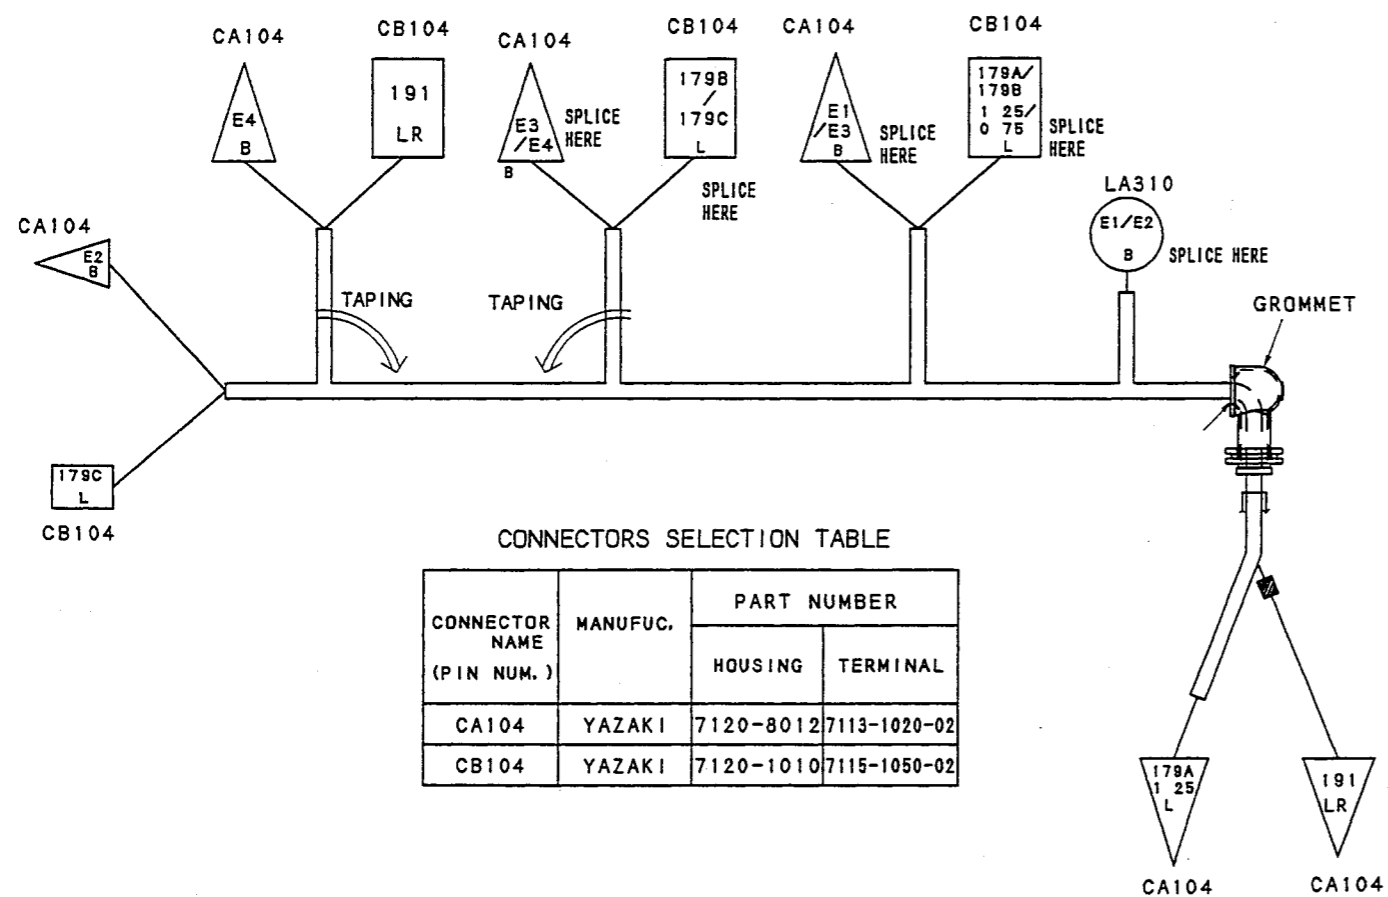 CA104
CB104
CA104
CB104
CA104
CB104
E4
B
191
LR
E3
/E4
B
SPLICE
HERE
179B
/
179C
L
SPLICE
HERE
E1
/E3
B
SPLICE
HERE
179A/
179B
1 25/
0 75
L
SPLICE
HERE
LA310
E1/E2
B
SPLICE HERE
CA104
E2
B
TAPING
TAPING
GROMMET
179C
L
CB104
CONNECTORS SELECTION TABLE
CONNECTOR
NAME
(PIN NUM.)
MANUFUC.
PART NUMBER
HOUSING
TERMINAL
CA104 YAZAKI 7120-8012 7113-1020-02
CB104 YAZAKI 7120-1010 7115-1050-02
179A
1 25
L
191
LR
CA104
CA104